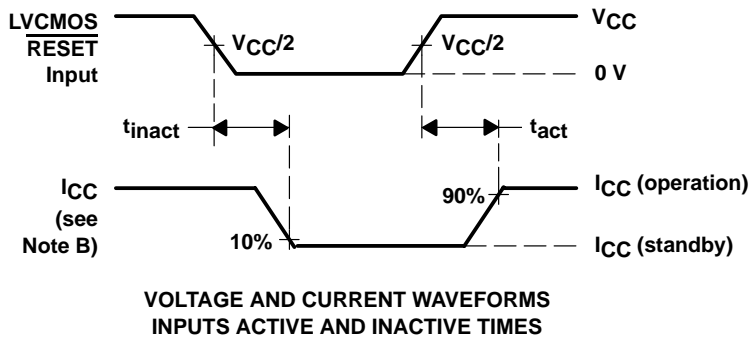 LVCMOS
RESET
Input
VCC/2
VCC/2
VCC
0 V
tinact
tact
ICC
(see
Note B)
10%
90%
ICC (operation)
ICC (standby)
VOLTAGE AND CURRENT WAVEFORMS
INPUTS ACTIVE AND INACTIVE TIMES